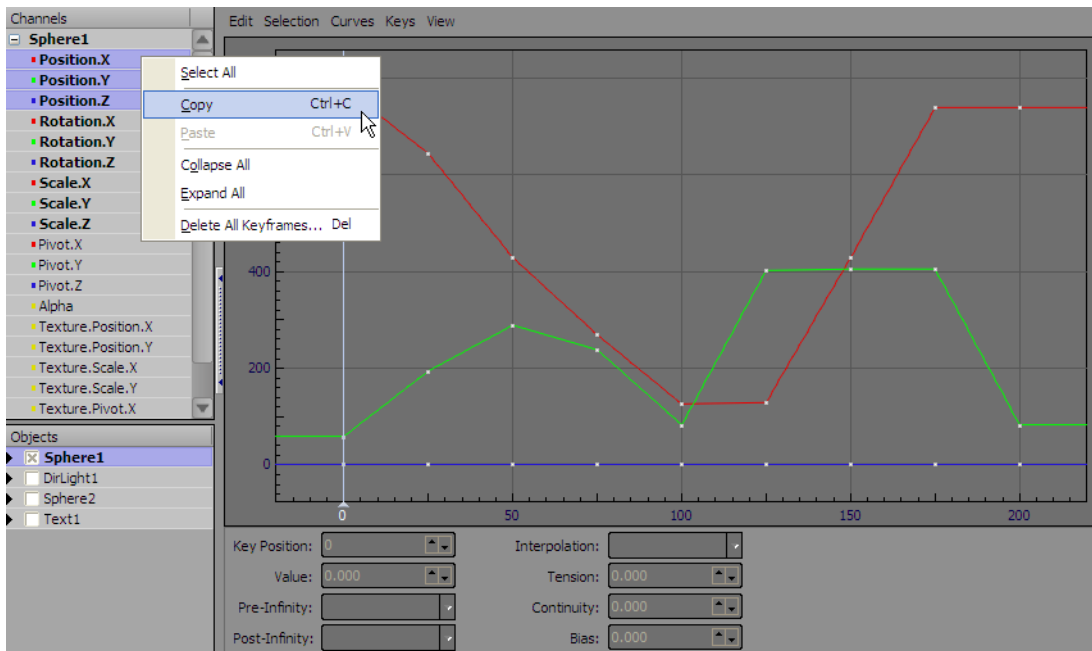 Channels
Edit Selection Curves Keys View
Sphere1
Position.X
Position.Y
Position.Z
Rotation.X
Rotation.Y
Rotation.Z
Scale.X
Scale.Y
Scale.Z
Pivot.X
Pivot.Y
Pivot.Z
Alpha
Texture.Position.X
Texture.Position.Y
Texture.Scale.X
Texture.Scale.Y
Texture.Pivot.X
Select All
Copy Ctrl+C
Paste Ctrl+V
Collapse All
Expand All
Delete All Keyframes... Del
400
200
0
0 50 100 150 200
Objects
Sphere1
DirLight1
Sphere2
Text1
Key Position: 0 Interpolation:
Value: 0.000 Tension: 0.000
Pre-Infinity: Continuity: 0.000
Post-Infinity: Bias: 0.000